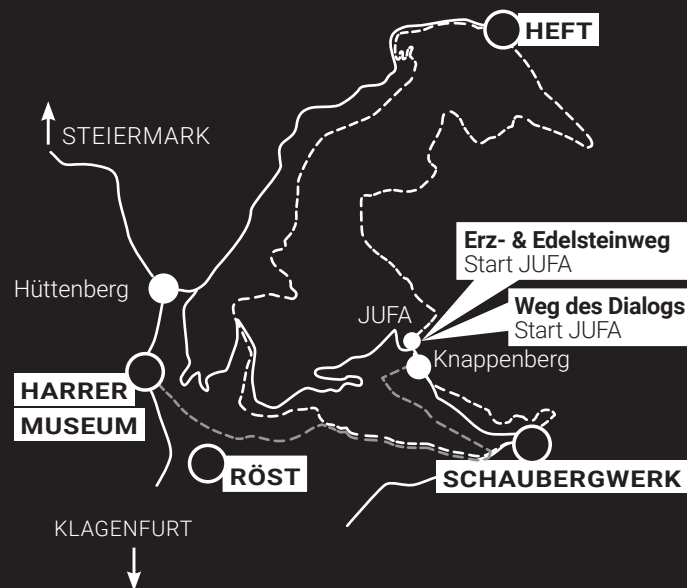 HEFT
STEIERMARK
Erz- & Edelsteinweg
Start JUFA
Hüttenberg
JUFA
Weg des Dialogs
Start JUFA
Knappenberg
HARRER
MUSEUM
RÖST
SCHAUBERGWERK
KLAGENFURT